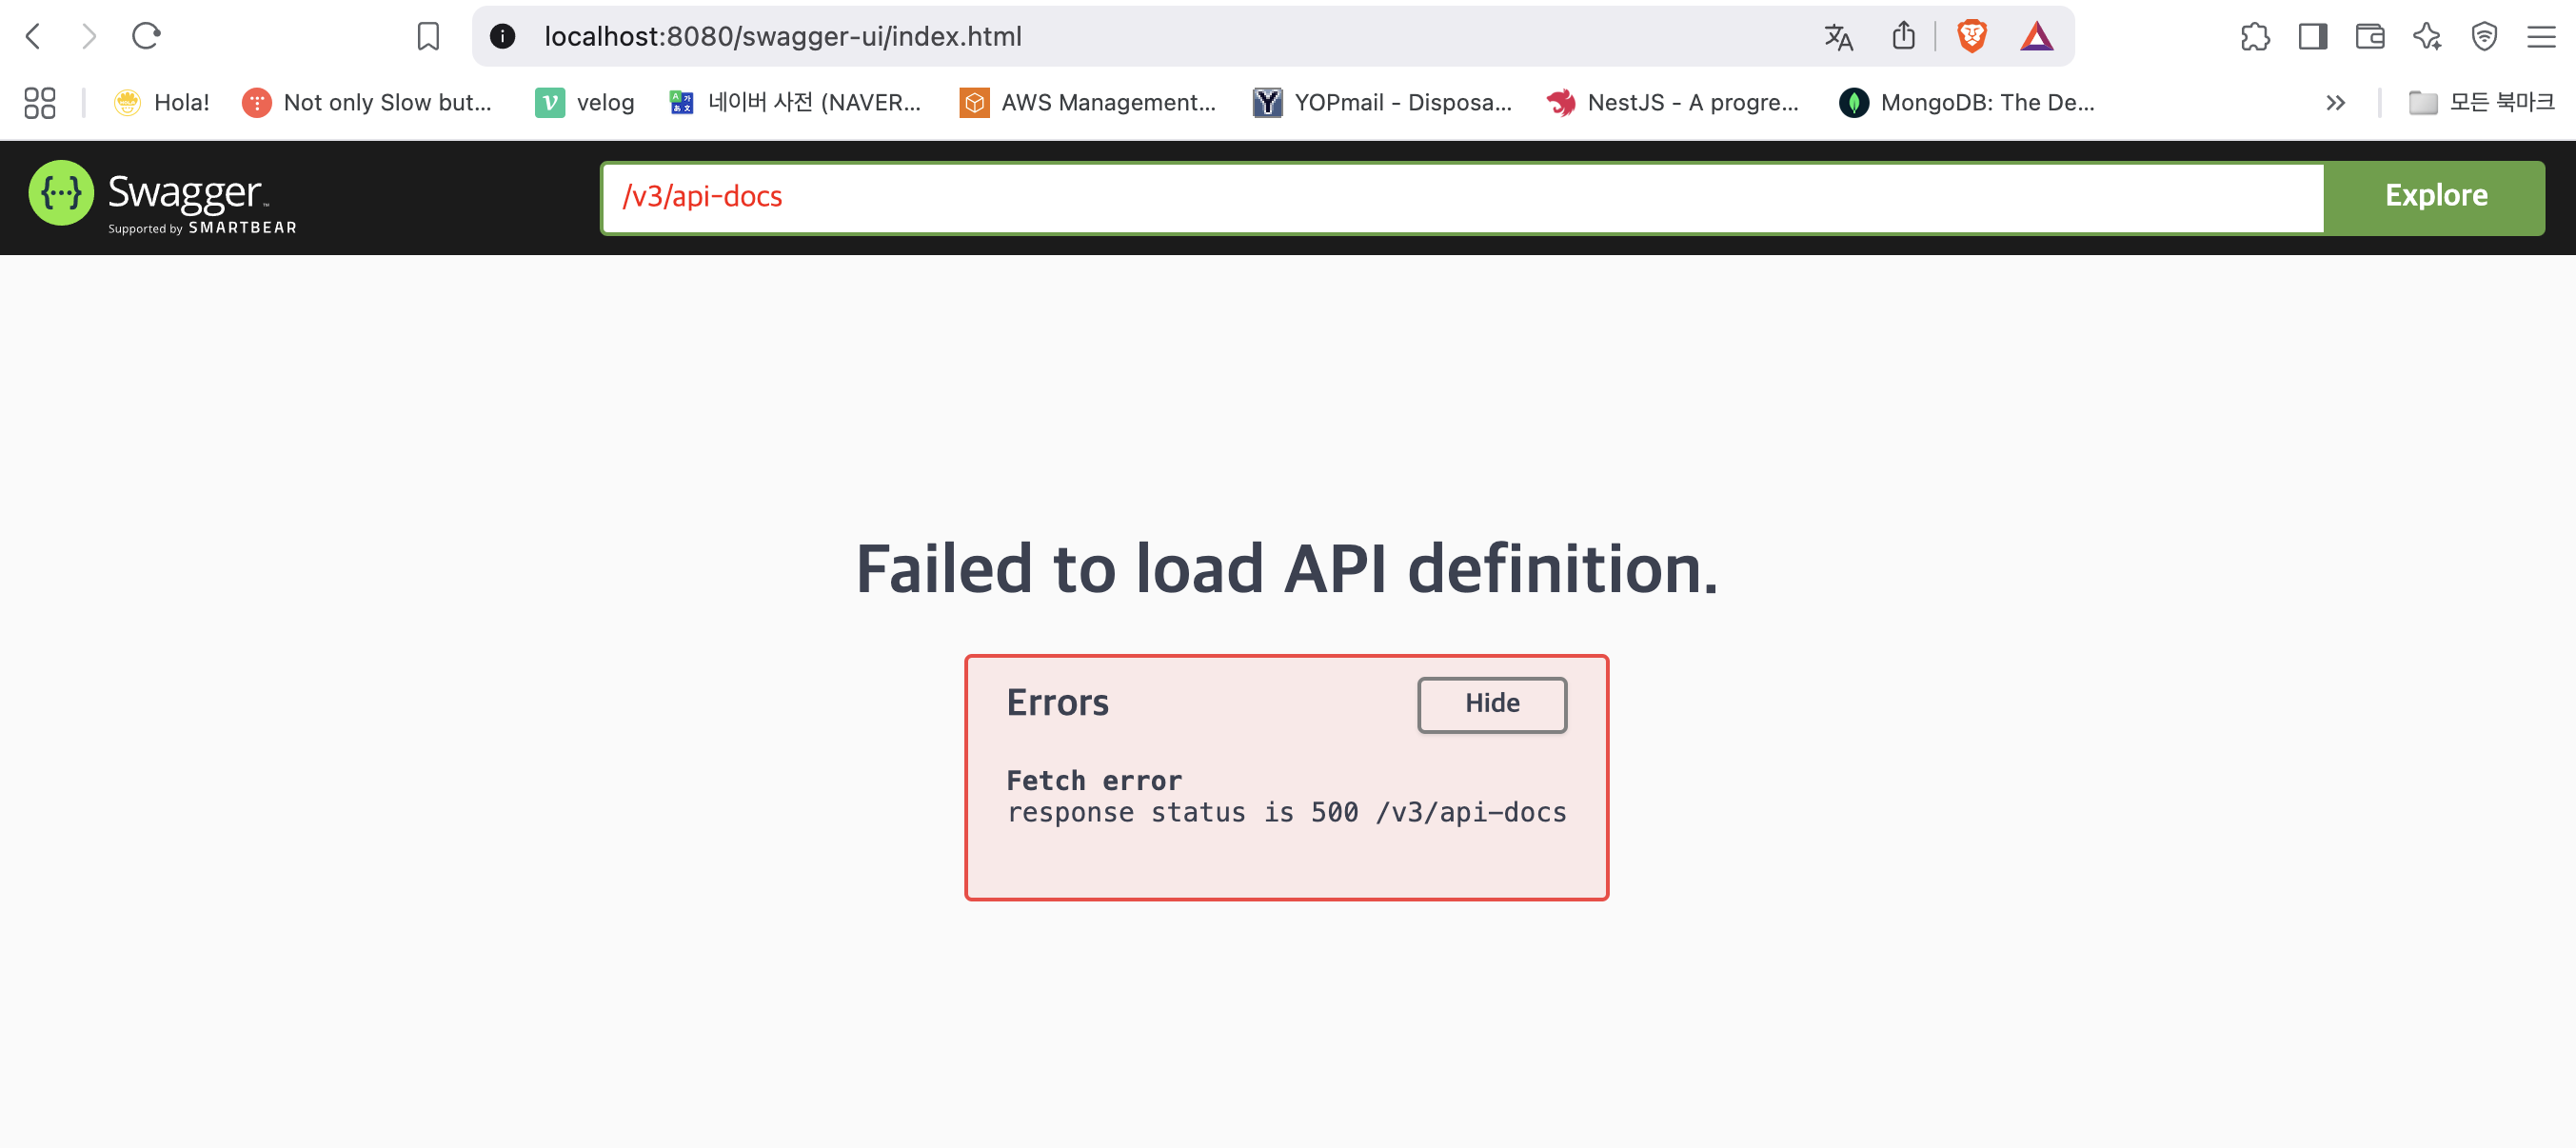 localhost:8080/swagger-ui/index.html
Hola! Not only Slow but... velog 네이버 사전 (NAVER... AWS Management... YOPmail - Disposa... NestJS - A progre... MongoDB: The De... 모든 북마크
Swagger™
Supported by SMARTBEAR
/v3/api-docs
Explore
Failed to load API definition.
Errors
Hide
Fetch error
response status is 500 /v3/api-docs